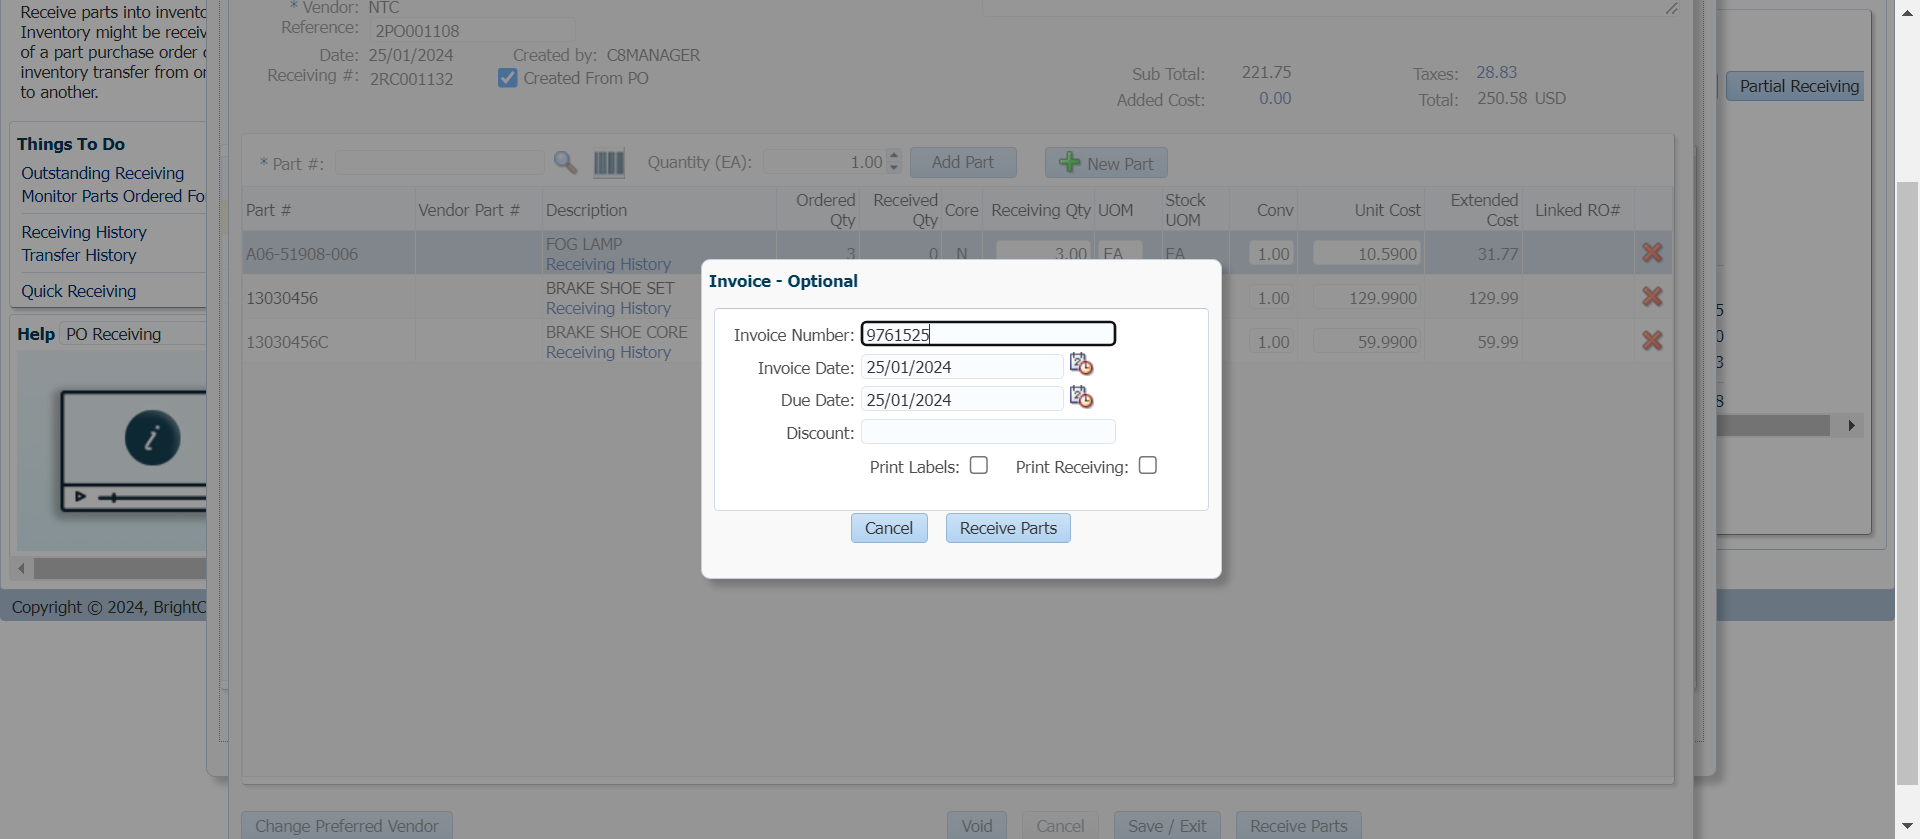 Receive parts into invento
Inventory might be receiv
of a part purchase order
inventory transfer from or
to another.
Things To Do
Outstanding Receiving
Monitor Parts Ordered Fo
Receiving History
Transfer History
Quick Receiving
Help PO Receiving
Copyright © 2024, BrightO
* Vendor: NTC
Reference: 2PO001108
Date: 25/01/2024 Created by: C8MANAGER
Receiving #: 2RC001132 Created From PO
Sub Total: 221.75 Taxes: 28.83
Added Cost: 0.00 Total: 250.58 USD
Partial Receiving
* Part #: Quantity (EA): 1.00 Add Part New Part
Part # Vendor Part # Description Ordered Qty Received Qty Core Receiving Qty UOM Stock UOM Conv Unit Cost Extended Cost Linked RO#
A06-51908-006 FOG LAMP 3 0 N 3.00 EA EA 1.00 10.5900 31.77
Receiving History
13030456 BRAKE SHOE SET 1.00 129.9900 129.99
Receiving History
13030456C BRAKE SHOE CORE 1.00 59.9900 59.99
Receiving History
5
0
3
8
Invoice - Optional
Invoice Number: 9761525
Invoice Date: 25/01/2024
Due Date: 25/01/2024
Discount:
Print Labels: Print Receiving:
Cancel Receive Parts
Change Preferred Vendor Void Cancel Save / Exit Receive Parts